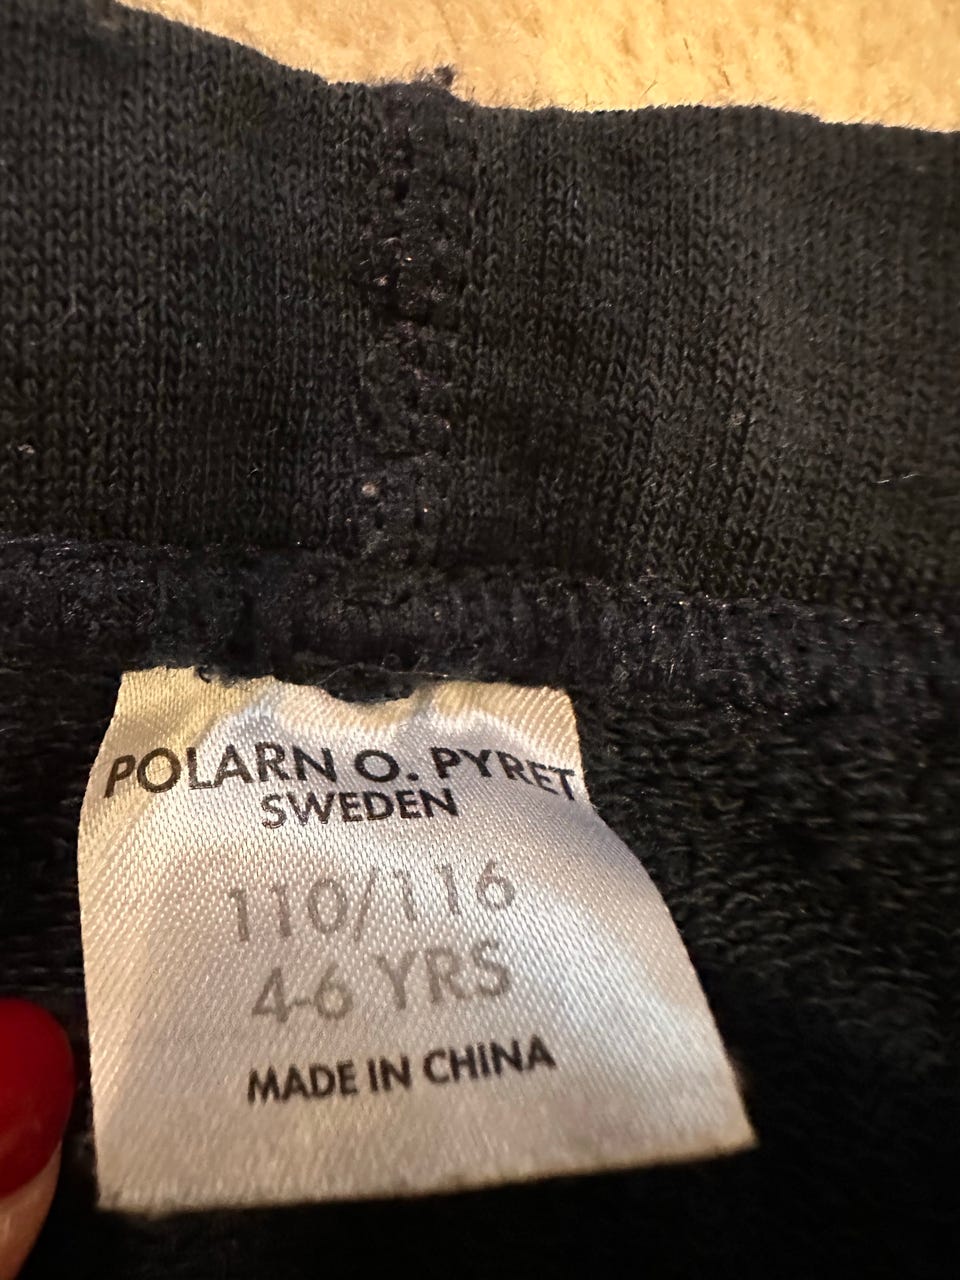 POLARN O. PYRET
SWEDEN
110/116
4-6 YRS
MADE IN CHINA